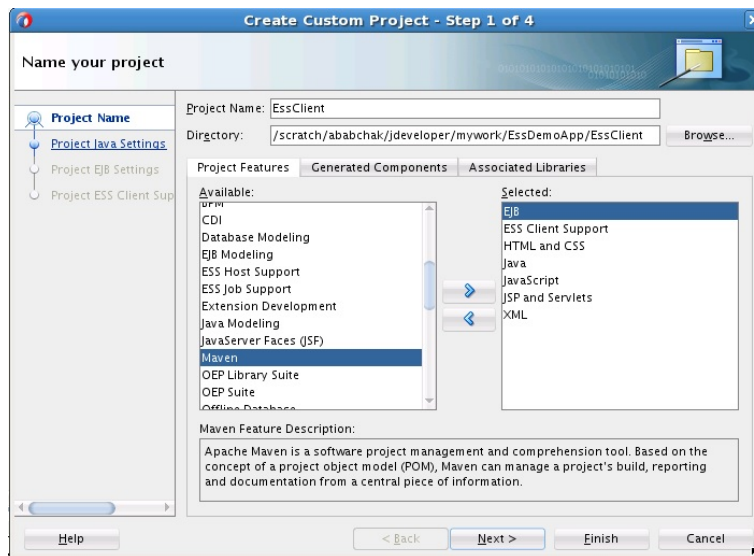 Create Custom Project - Step 1 of 4
Name your project
Project Name
Project Java Settings
Project EJB Settings
Project ESS Client Sup
Project Name: EssClient
Directory: /scratch/ababchak/jdeveloper/mywork/EssDemoApp/EssClient Browse...
Project Features Generated Components Associated Libraries
Available:
BPM
CDI
Database Modeling
EJB Modeling
ESS Host Support
ESS Job Support
Extension Development
Java Modeling
JavaServer Faces (JSF)
Maven
OEP Library Suite
OEP Suite
Offline Database
Selected:
EJB
ESS Client Support
HTML and CSS
Java
JavaScript
JSP and Servlets
XML
Maven Feature Description:
Apache Maven is a software project management and comprehension tool. Based on the
concept of a project object model (POM), Maven can manage a project's build, reporting
and documentation from a central piece of information.
Help < Back Next > Finish Cancel